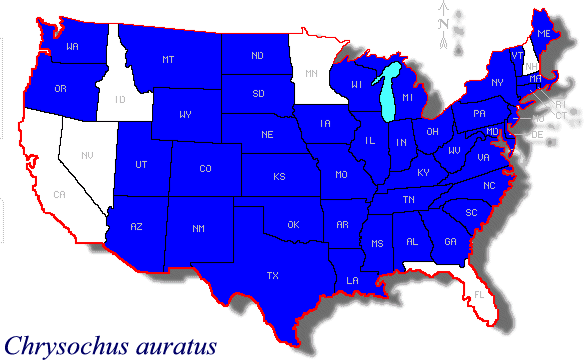 N
ME
WA
MT
ND
MN
VT
NH
OR
ID
SD
WI
MI
NY
MA
WY
RI
CT
IA
PA
NJ
NE
OH
MD
DE
NV
UT
CO
IL
IN
WV
VA
KS
MO
KY
CA
NC
TN
AZ
NM
OK
AR
SC
MS
AL
GA
TX
LA
FL
Chrysochus auratus